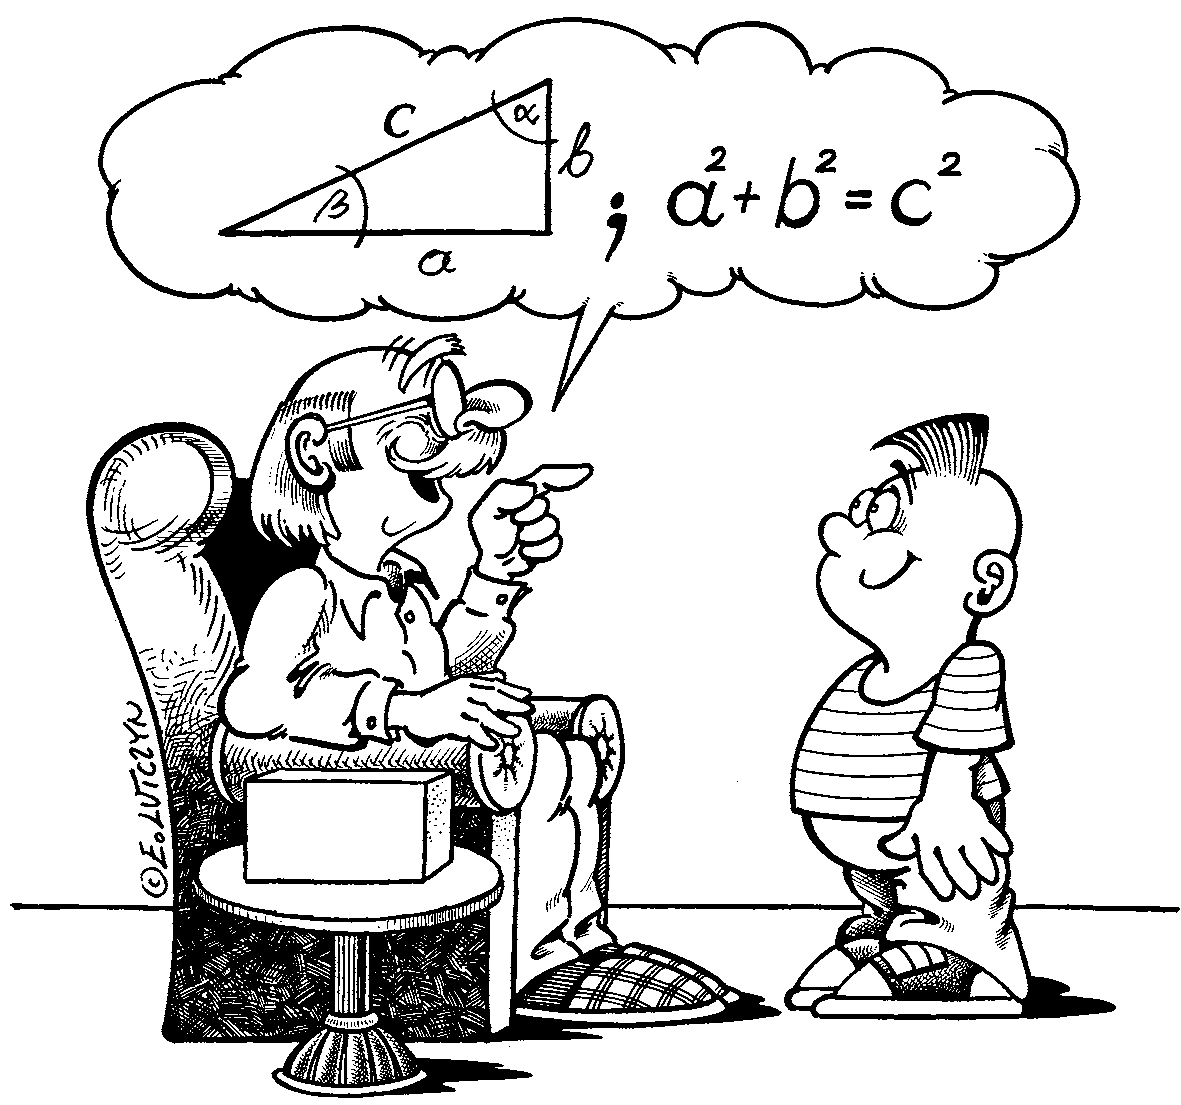 c
α
b
β
a
; a²+b²=c²
©E.LUTCZYN